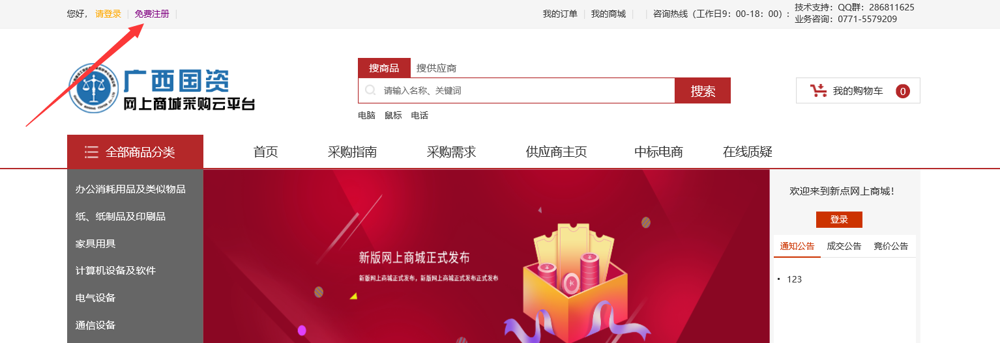 您好， 请登录 免费注册
我的订单 我的商城 咨询热线（工作日9：00-18：00）：
技术支持：QQ群：286811625
业务咨询：0771-5579209
广西国资
网上商城采购云平台
搜商品 搜供应商
请输入名称、关键词 搜索
电脑 鼠标 电话
我的购物车 0
全部商品分类 首页 采购指南 采购需求 供应商主页 中标电商 在线质疑
办公消耗用品及类似物品
纸、纸制品及印刷品
家具用具
计算机设备及软件
电气设备
通信设备
新版网上商城正式发布
新版网上商城正式发布，新版网上商城正式发布正式发布
欢迎来到新点网上商城！
登录
通知公告 成交公告 竞价公告
123